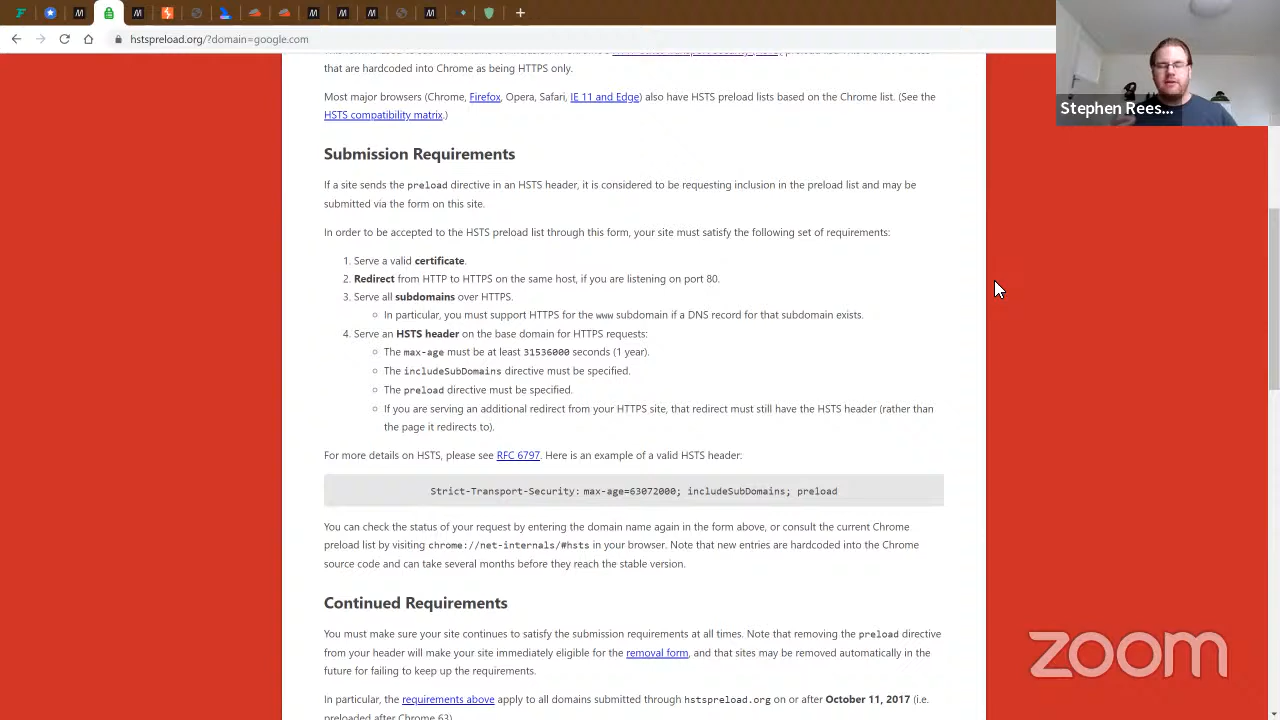 hstspreload.org/?domain=google.com
that are hardcoded into Chrome as being HTTPS only.
Most major browsers (Chrome, Firefox, Opera, Safari, IE 11 and Edge) also have HSTS preload lists based on the Chrome list. (See the
HSTS compatibility matrix.)
Stephen Rees...
Submission Requirements
If a site sends the preload directive in an HSTS header, it is considered to be requesting inclusion in the preload list and may be
submitted via the form on this site.
In order to be accepted to the HSTS preload list through this form, your site must satisfy the following set of requirements:
1. Serve a valid certificate.
2. Redirect from HTTP to HTTPS on the same host, if you are listening on port 80.
3. Serve all subdomains over HTTPS.
In particular, you must support HTTPS for the www subdomain if a DNS record for that subdomain exists.
4. Serve an HSTS header on the base domain for HTTPS requests:
The max-age must be at least 31536000 seconds (1 year).
The includeSubDomains directive must be specified.
The preload directive must be specified.
If you are serving an additional redirect from your HTTPS site, that redirect must still have the HSTS header (rather than
the page it redirects to).
For more details on HSTS, please see RFC 6797. Here is an example of a valid HSTS header:
Strict-Transport-Security: max-age=63072000; includeSubDomains; preload
You can check the status of your request by entering the domain name again in the form above, or consult the current Chrome
preload list by visiting chrome://net-internals/#hsts in your browser. Note that new entries are hardcoded into the Chrome
source code and can take several months before they reach the stable version.
Continued Requirements
You must make sure your site continues to satisfy the submission requirements at all times. Note that removing the preload directive
from your header will make your site immediately eligible for the removal form, and that sites may be removed automatically in the
future for failing to keep up the requirements.
In particular, the requirements above apply to all domains submitted through hstspreload.org on or after October 11, 2017 (i.e.
preloaded after Chrome 63)
zoom